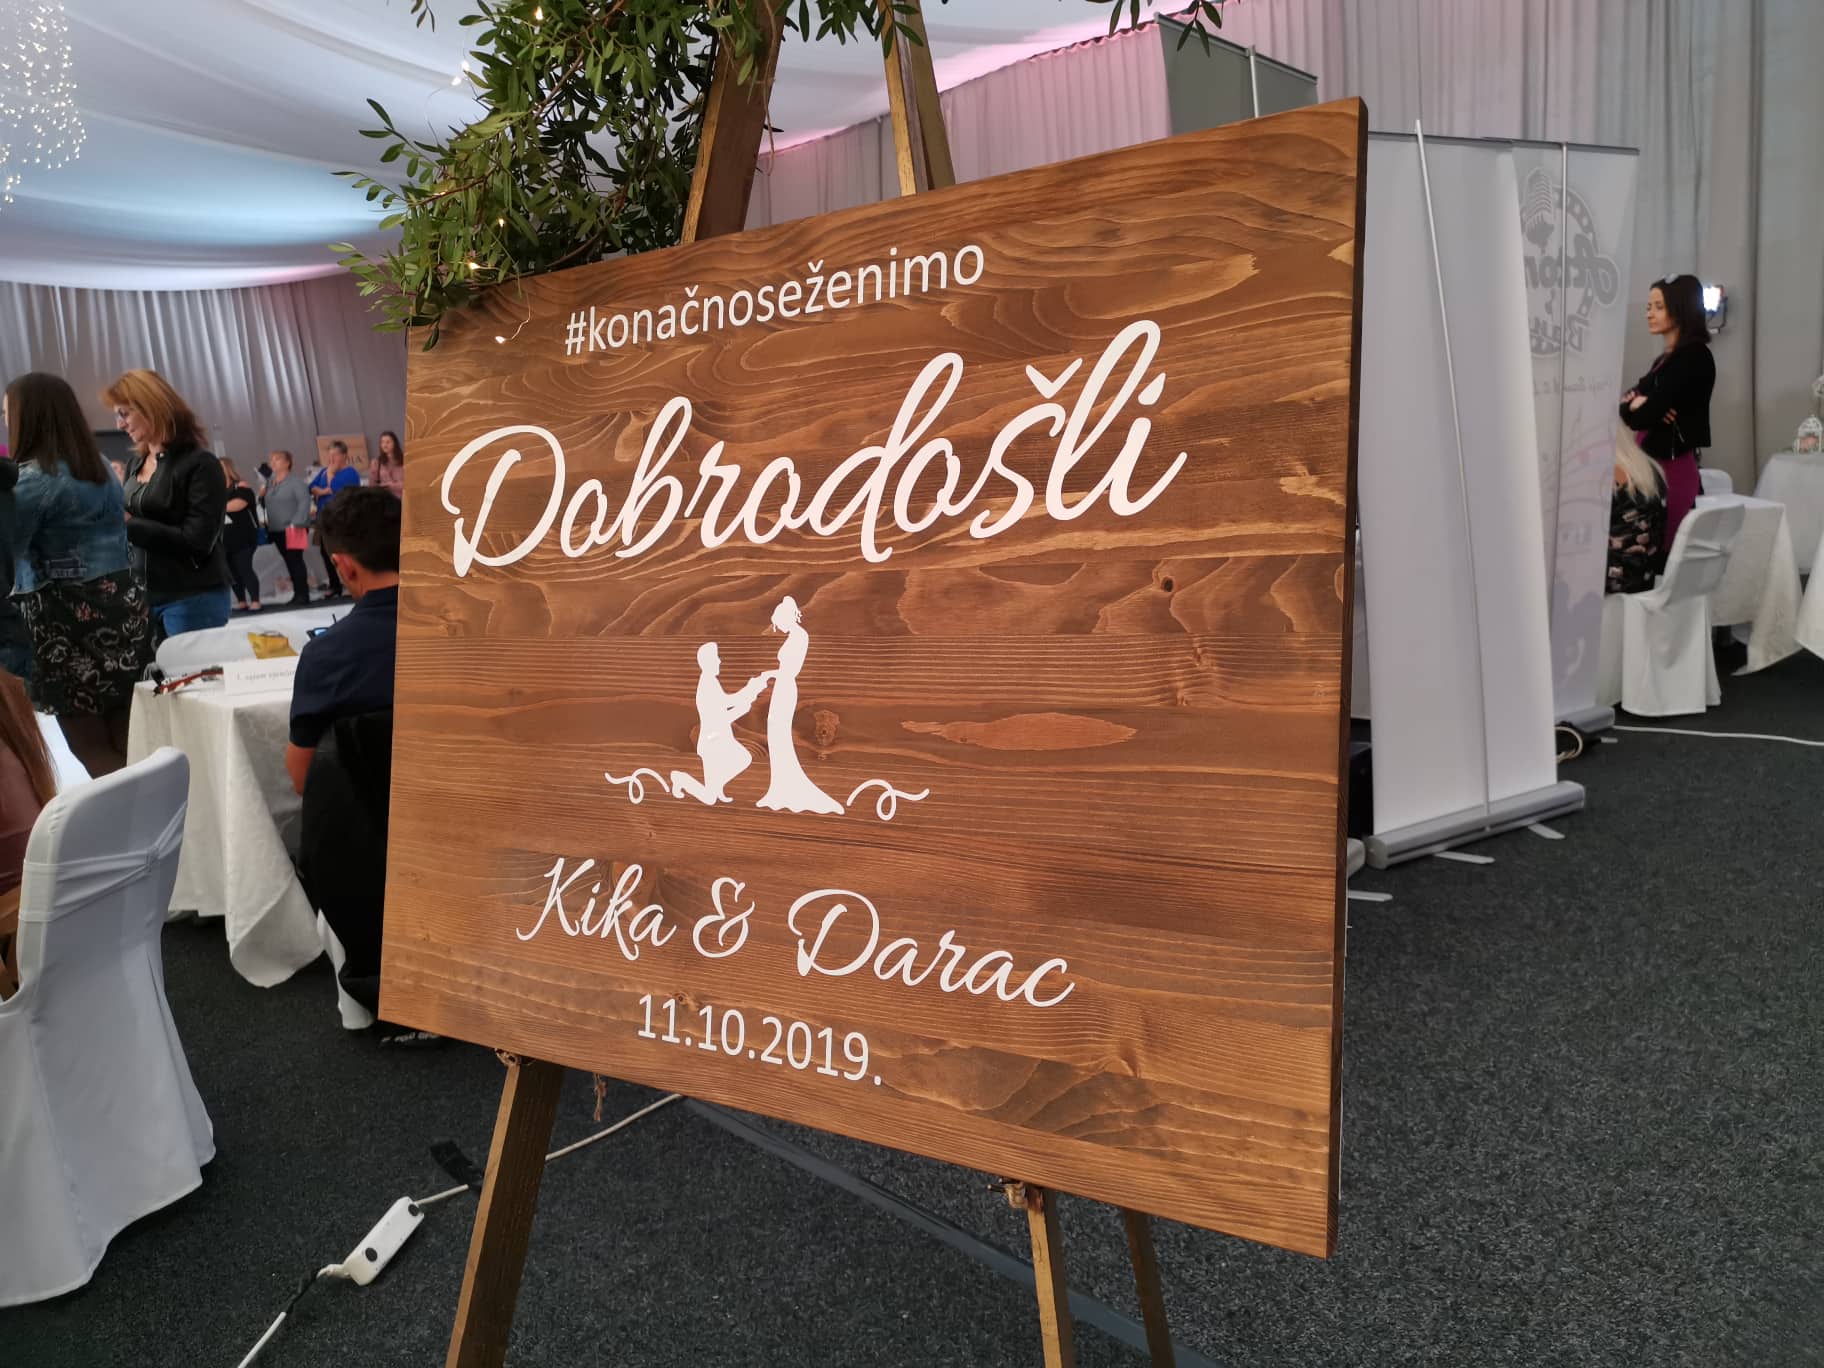 #konačnoseženimo
Dobrodošli
Kika & Darac
11.10.2019.